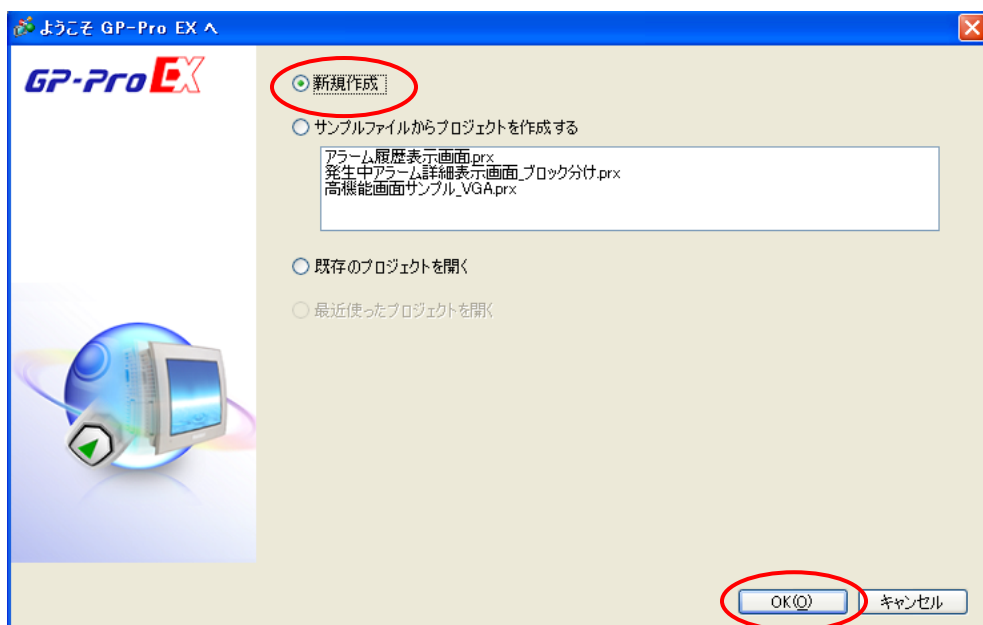 ようこそ GP-Pro EX へ
GP-Pro EX
新規作成
サンプルファイルからプロジェクトを作成する
アラーム履歴表示画面.prx
発生中アラーム詳細表示画面_ブロック分け.prx
高機能画面サンプル_VGA.prx
既存のプロジェクトを開く
最近使ったプロジェクトを開く
OK(O)
キャンセル